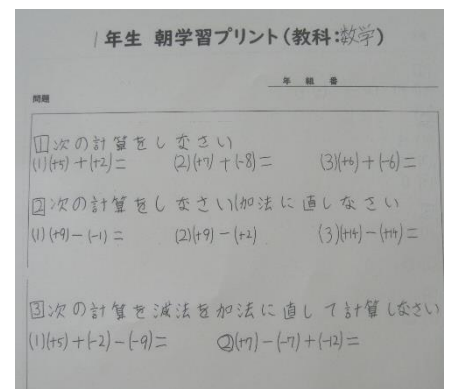 1年生 朝学習プリント(教科:数学)
年 組 番
問題
1 次の計算をしなさい
(1)(+5)+(+2)= (2)(+7)+(-8)= (3)(+6)+(-6)=
2 次の計算をしなさい(加法に直しなさい
(1)(+9)-(-1)= (2)(+9)-(+2) (3)(+14)-(+14)=
3 次の計算を減法を加法に直して計算しなさい
(1)(+5)+(-2)-(-9)= ②(+7)-(-7)+(-12)=